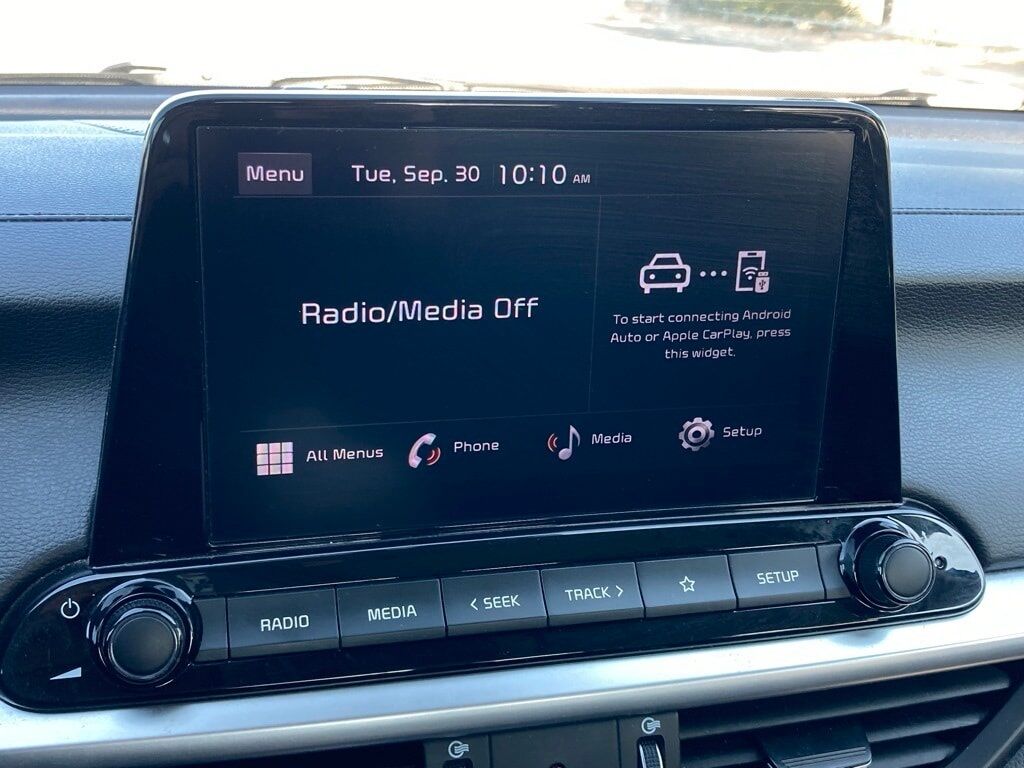 Menu Tue, Sep. 30 10:10 AM
Radio/Media Off
To start connecting Android
Auto or Apple CarPlay, press
this widget.
All Menus Phone Media Setup
RADIO MEDIA < SEEK TRACK > SETUP